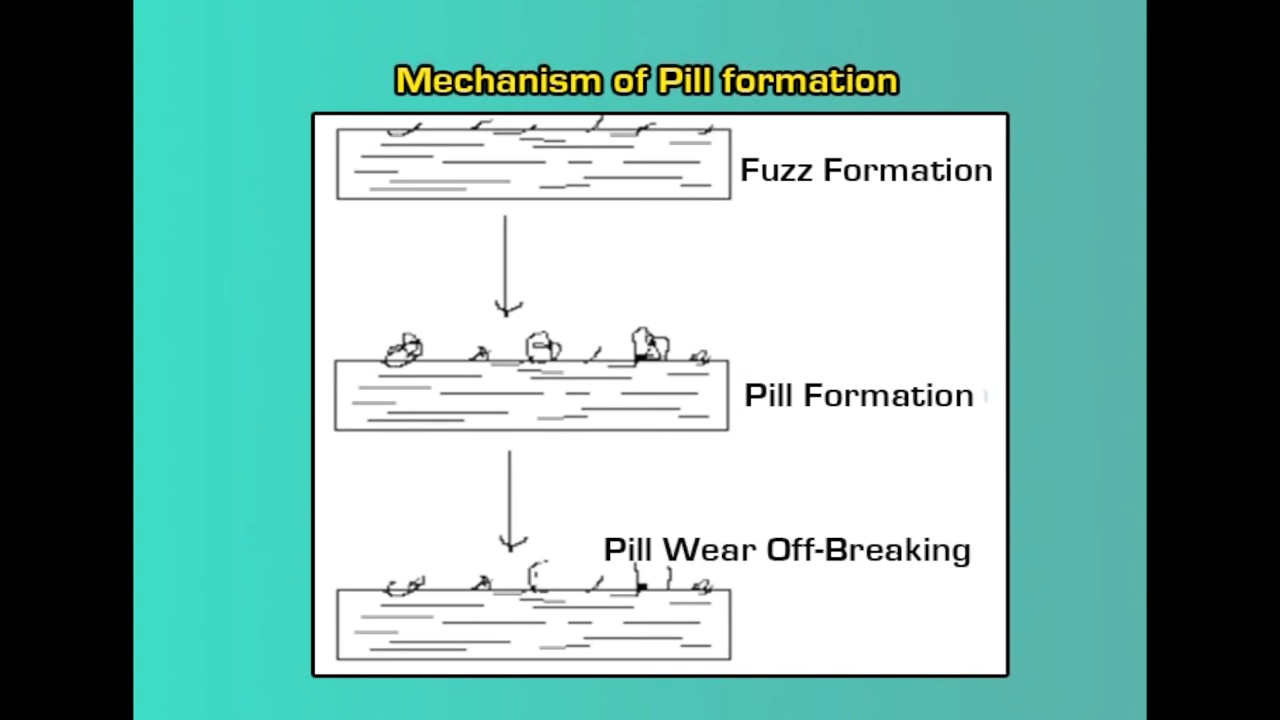 Mechanism of Pill formation
Fuzz Formation
Pill Formation
Pill Wear Off-Breaking